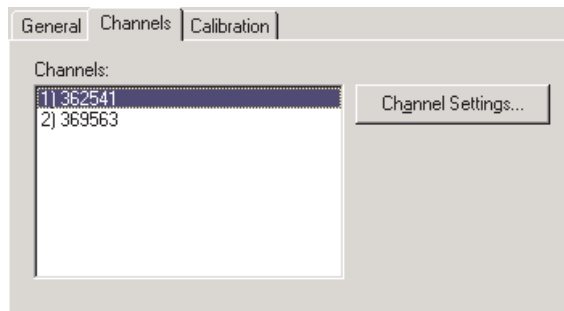 General Channels Calibration
Channels:
1) 362541
2) 369563
Channel Settings...